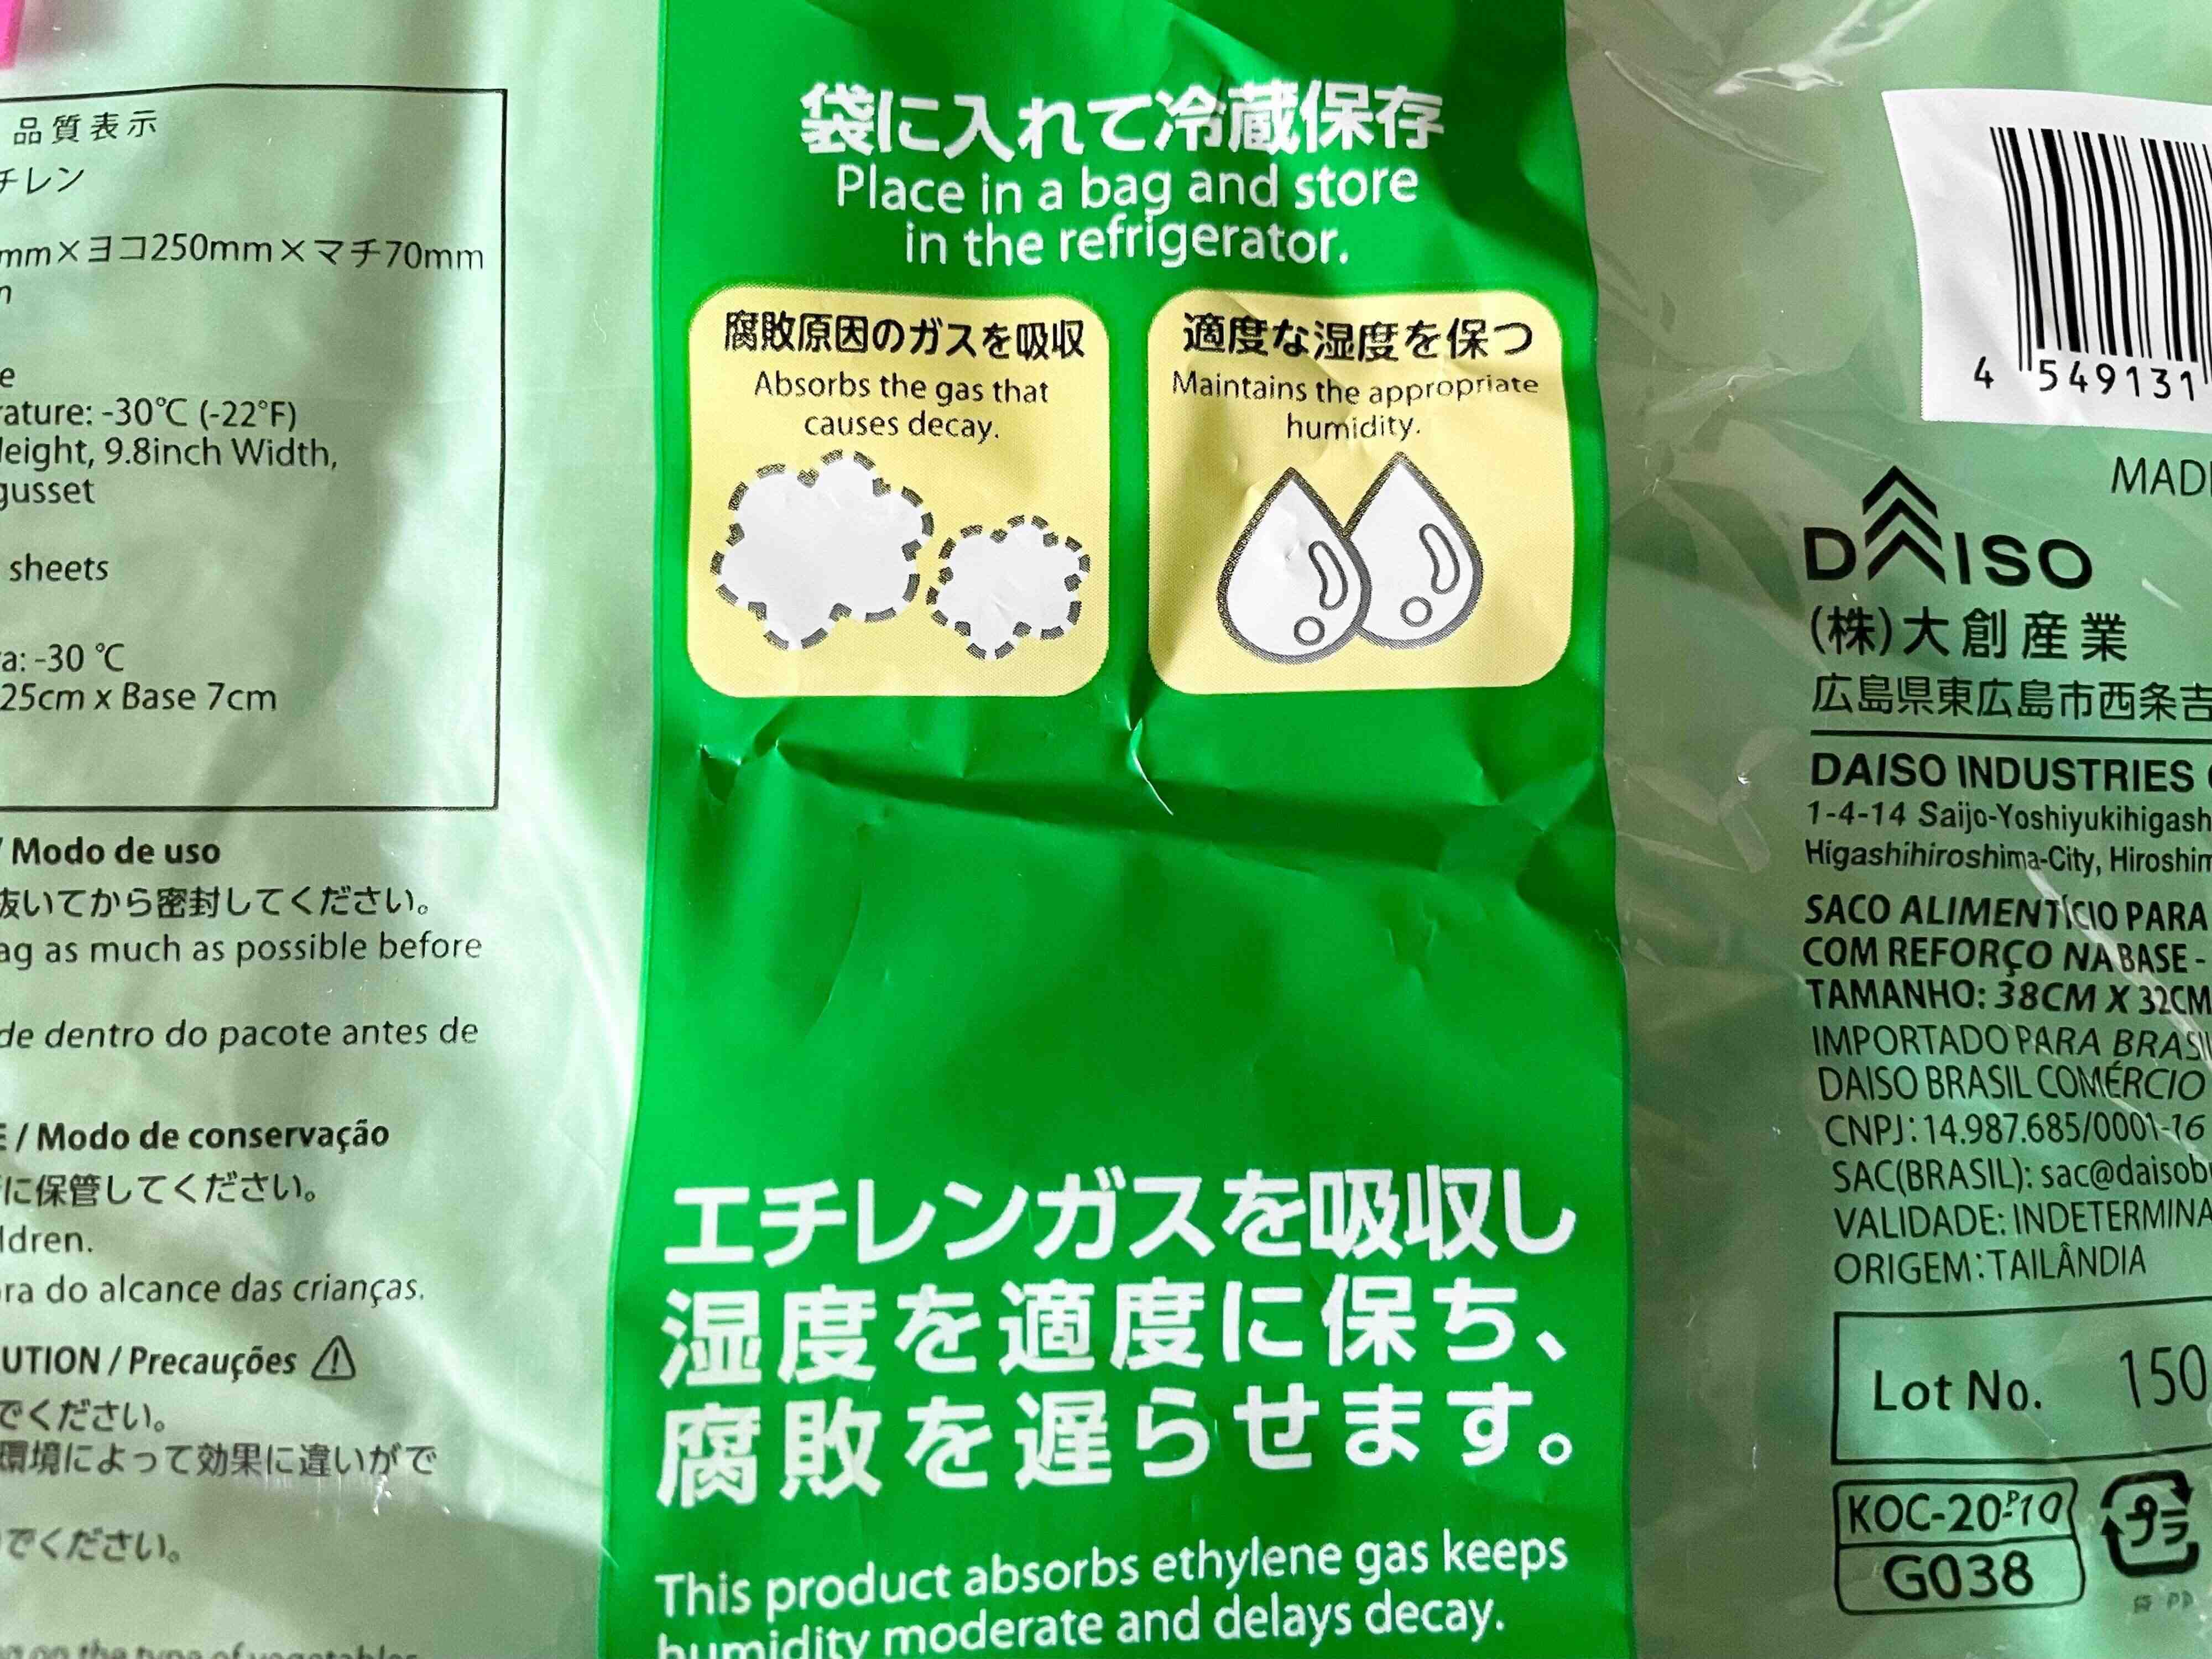 品質表示
チレン
mm×ヨコ250mm×マチ70mm
e
ature: -30℃ (-22°F)
eight, 9.8inch Width,
gusset
sheets
a: -30 ℃
25cm x Base 7cm
/ Modo de uso
抜いてから密封してください。
ag as much as possible before
de dentro do pacote antes de
/ Modo de conservação
に保管してください。
ldren.
ra do alcance das crianças.
UTION / Precauções
でください。
環境によって効果に違いがで
でください。
袋に入れて冷蔵保存
Place in a bag and store
in the refrigerator.
腐敗原因のガスを吸収
Absorbs the gas that
causes decay.
適度な湿度を保つ
Maintains the appropriate
humidity.
エチレンガスを吸収し
湿度を適度に保ち、
腐敗を遅らせます。
This product absorbs ethylene gas keeps
humidity moderate and delays decay.
4 549131
MAD
DAISO
(株)大創産業
広島県東広島市西条吉
DAISO INDUSTRIES
1-4-14 Saijo-Yoshiyukihigash
Higashihiroshima-City, Hiroshim
SACO ALIMENTÍCIO PARA
COM REFORÇO NA BASE -
TAMANHO: 38CM X 32CM
IMPORTADO PARA BRASI
DAISO BRASIL COMÉRCIO
CNPJ: 14.987.685/0001-16
SAC(BRASIL): sac@daisob
VALIDADE: INDETERMINA
ORIGEM: TAILÂNDIA
Lot No. 150
KOC-20-P10
G038
プラ
袋 PP